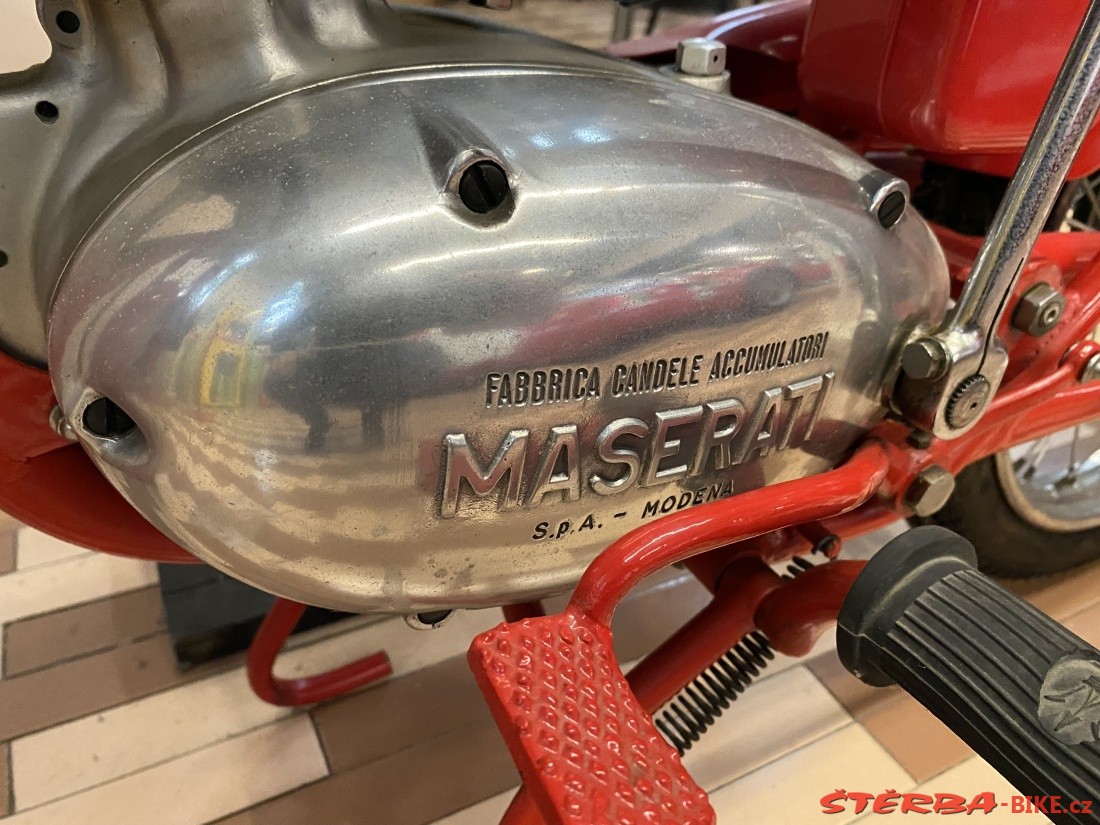 FABBRICA CANDELE ACCUMULATORI
MASERATI
S.p.A. - MODENA
ŠTĚRBA-BIKE.cz